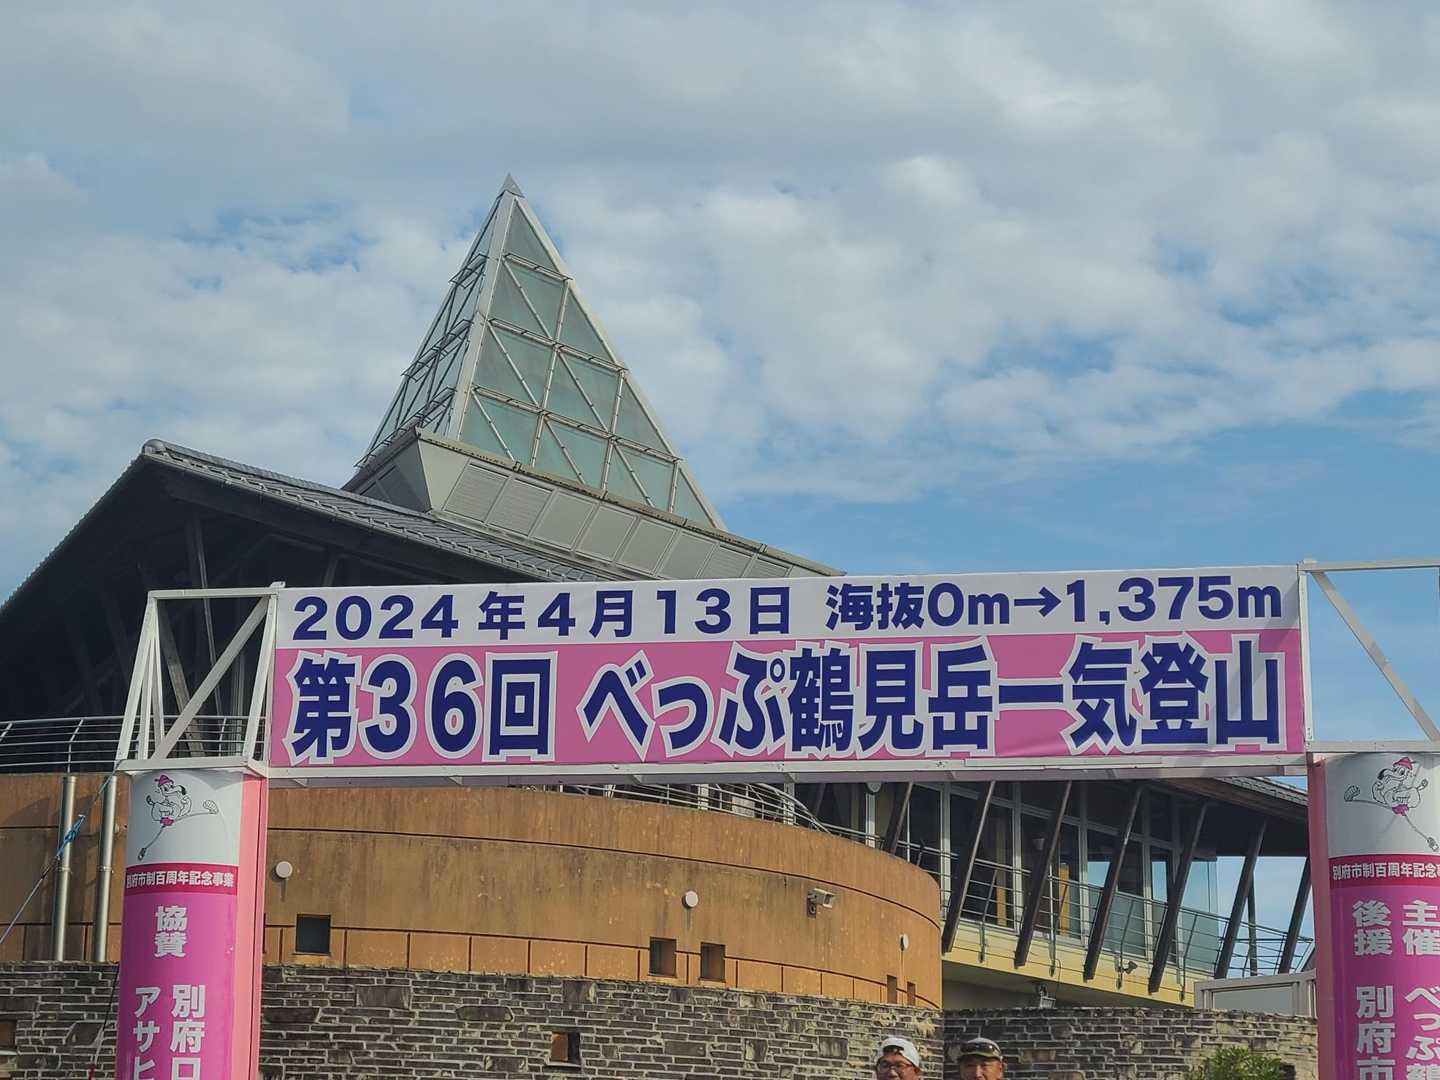 2024年4月13日 海抜0m→1,375m
第36回 べっぷ鶴見岳一気登山
別府市制百周年記念事業
協賛
別府ロ
アサヒ
別府市制百周年記念事
主催
べっぷ鶴
後援
別府市